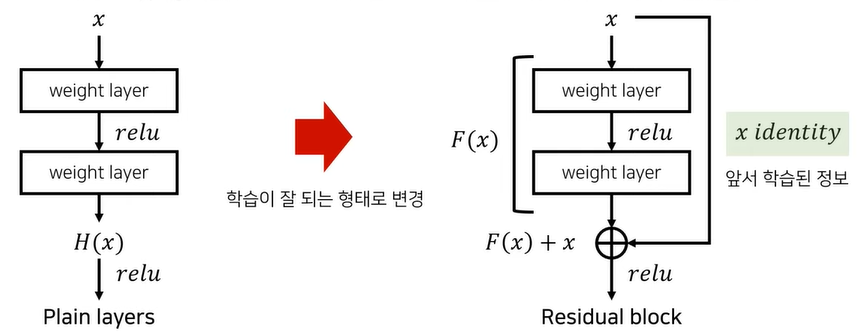 x
weight layer
relu
weight layer
H(x)
relu
Plain layers
학습이 잘 되는 형태로 변경
x
weight layer
F(x)
relu
weight layer
F(x) + x
relu
Residual block
x identity
앞서 학습된 정보